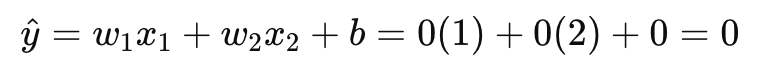 ŷ = w₁x₁ + w₂x₂ + b = 0(1) + 0(2) + 0 = 0